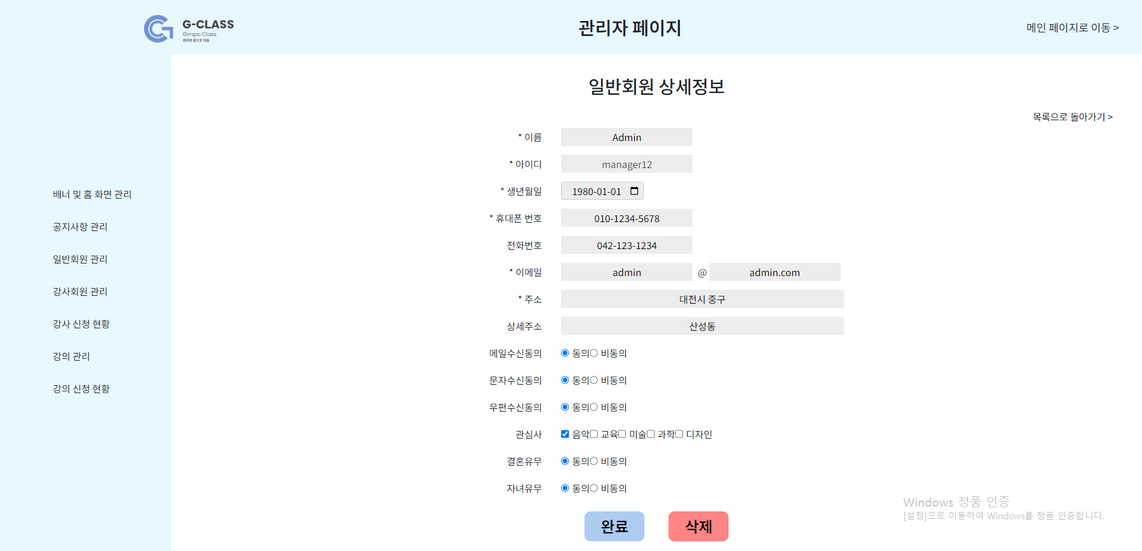 G-CLASS
Gimpo Class
관리자 페이지
메인 페이지로 이동 >
배너 및 홈 화면 관리
공지사항 관리
일반회원 관리
강사회원 관리
강사 신청 현황
강의 관리
강의 신청 현황
일반회원 상세정보
목록으로 돌아가기 >
* 이름 Admin
* 아이디 manager12
* 생년월일 1980-01-01
* 휴대폰 번호 010-1234-5678
전화번호 042-123-1234
* 이메일 admin @ admin.com
* 주소 대전시 중구
상세주소 산성동
메일수신동의 동의 비동의
문자수신동의 동의 비동의
우편수신동의 동의 비동의
관심사 음악 교육 미술 과학 디자인
결혼유무 동의 비동의
자녀유무 동의 비동의
완료 삭제
Windows 정품 인증
[설정]으로 이동하여 Windows를 정품 인증합니다.